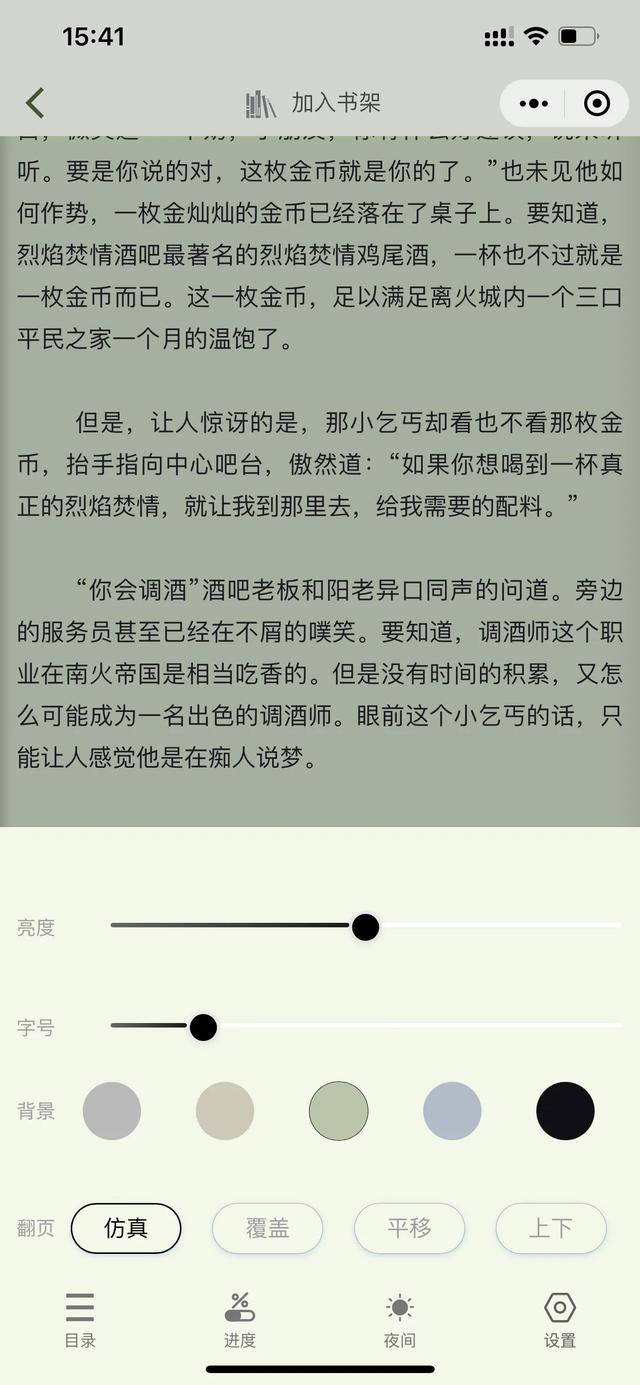 15:41
加入书架
听。要是你说的对，这枚金币就是你的了。”也未见他如
何作势，一枚金灿灿的金币已经落在了桌子上。要知道，
烈焰焚情酒吧最著名的烈焰焚情鸡尾酒，一杯也不过就是
一枚金币而已。这一枚金币，足以满足离火城内一个三口
平民之家一个月的温饱了。
但是，让人惊讶的是，那小乞丐却看也不看那枚金
币，抬手指向中心吧台，傲然道：“如果你想喝到一杯真
正的烈焰焚情，就让我到那里去，给我需要的配料。”
“你会调酒”酒吧老板和阳老异口同声的问道。旁边
的服务员甚至已经在不屑的噗笑。要知道，调酒师这个职
业在南火帝国是相当吃香的。但是没有时间的积累，又怎
么可能成为一名出色的调酒师。眼前这个小乞丐的话，只
能让人感觉他是在痴人说梦。
亮度
字号
背景
翻页 仿真 覆盖 平移 上下
目录 进度 夜间 设置